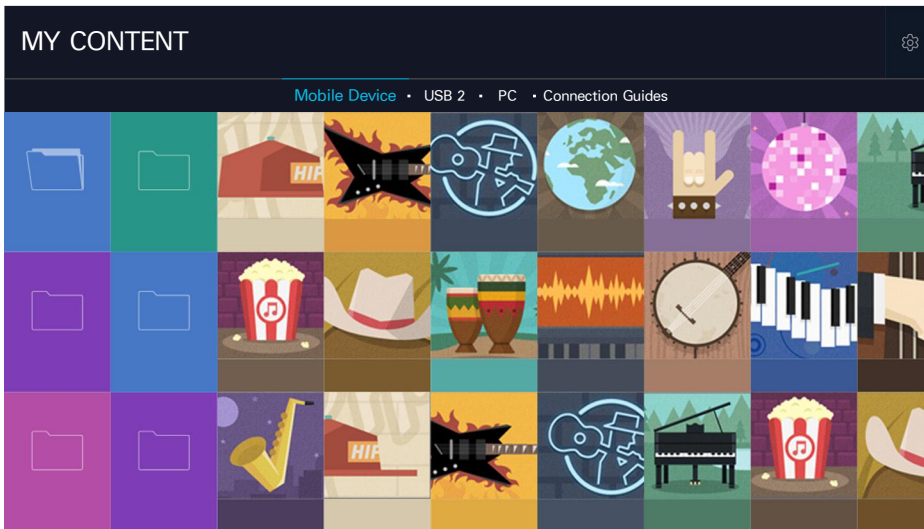 MY CONTENT
Mobile Device • USB 2 • PC • Connection Guides
HIP
HIP